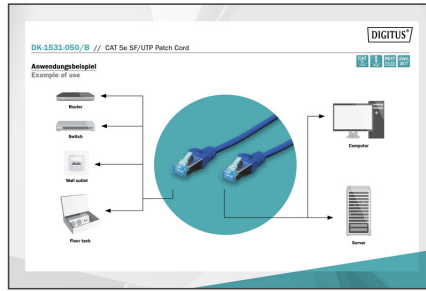 DIGITUS®
DK-1531-050/B // CAT 5e SF/UTP Patch Cord
Anwendungsbeispiel
Example of use
Router
Switch
Wall outlet
Floor tank
Computer
Server